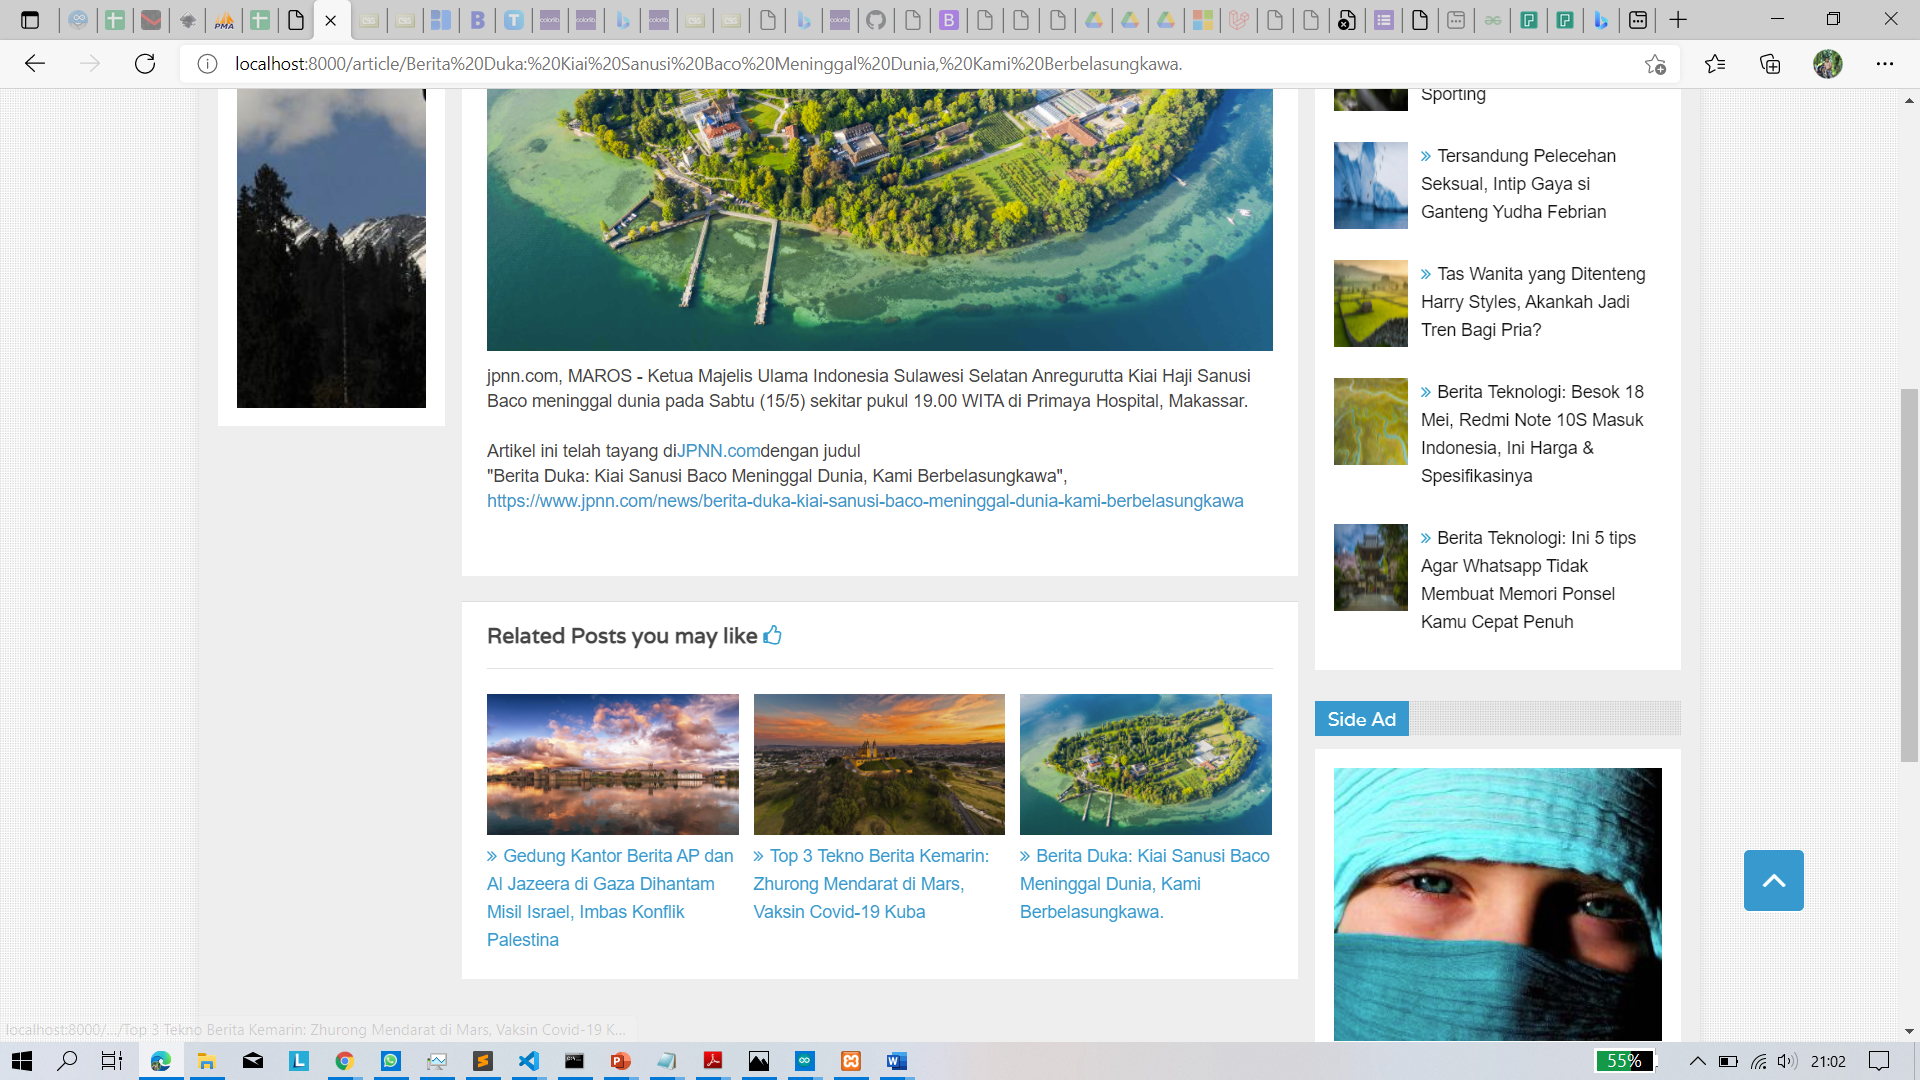 localhost:8000/article/Berita%20Duka:%20Kiai%20Sanusi%20Baco%20Meninggal%20Dunia,%20Kami%20Berbelasungkawa.
jpnn.com, MAROS - Ketua Majelis Ulama Indonesia Sulawesi Selatan Anregurutta Kiai Haji Sanusi
Baco meninggal dunia pada Sabtu (15/5) sekitar pukul 19.00 WITA di Primaya Hospital, Makassar.
Artikel ini telah tayang diJPNN.comdengan judul
"Berita Duka: Kiai Sanusi Baco Meninggal Dunia, Kami Berbelasungkawa",
https://www.jpnn.com/news/berita-duka-kiai-sanusi-baco-meninggal-dunia-kami-berbelasungkawa
Related Posts you may like
» Gedung Kantor Berita AP dan
Al Jazeera di Gaza Dihantam
Misil Israel, Imbas Konflik
Palestina
» Top 3 Tekno Berita Kemarin:
Zhurong Mendarat di Mars,
Vaksin Covid-19 Kuba
» Berita Duka: Kiai Sanusi Baco
Meninggal Dunia, Kami
Berbelasungkawa.
Sporting
» Tersandung Pelecehan
Seksual, Intip Gaya si
Ganteng Yudha Febrian
» Tas Wanita yang Ditenteng
Harry Styles, Akankah Jadi
Tren Bagi Pria?
» Berita Teknologi: Besok 18
Mei, Redmi Note 10S Masuk
Indonesia, Ini Harga &
Spesifikasinya
» Berita Teknologi: Ini 5 tips
Agar Whatsapp Tidak
Membuat Memori Ponsel
Kamu Cepat Penuh
Side Ad
localhost:8000/.../Top 3 Tekno Berita Kemarin: Zhurong Mendarat di Mars, Vaksin Covid-19 K...
55%
21:02